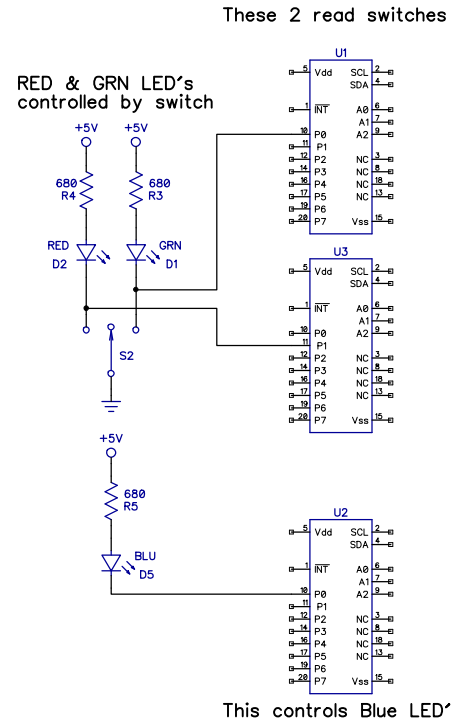 These 2 read switches
U1
5 Vdd SCL 2
SDA 4
1 INT A0 6
A1 7
10 P0 A2 9
11 P1
12 P2 NC 3
14 P3 NC 8
16 P4 NC 18
17 P5 NC 13
19 P6
20 P7 Vss 15
RED & GRN LED's
controlled by switch
+5V +5V
680 680
R4 R3
RED GRN
D2 D1
S2
U3
5 Vdd SCL 2
SDA 4
1 INT A0 6
A1 7
10 P0 A2 9
11 P1
12 P2 NC 3
14 P3 NC 8
16 P4 NC 18
17 P5 NC 13
19 P6
20 P7 Vss 15
+5V
680
R5
BLU
D5
U2
5 Vdd SCL 2
SDA 4
1 INT A0 6
A1 7
10 P0 A2 9
11 P1
12 P2 NC 3
14 P3 NC 8
16 P4 NC 18
17 P5 NC 13
19 P6
20 P7 Vss 15
This controls Blue LED'